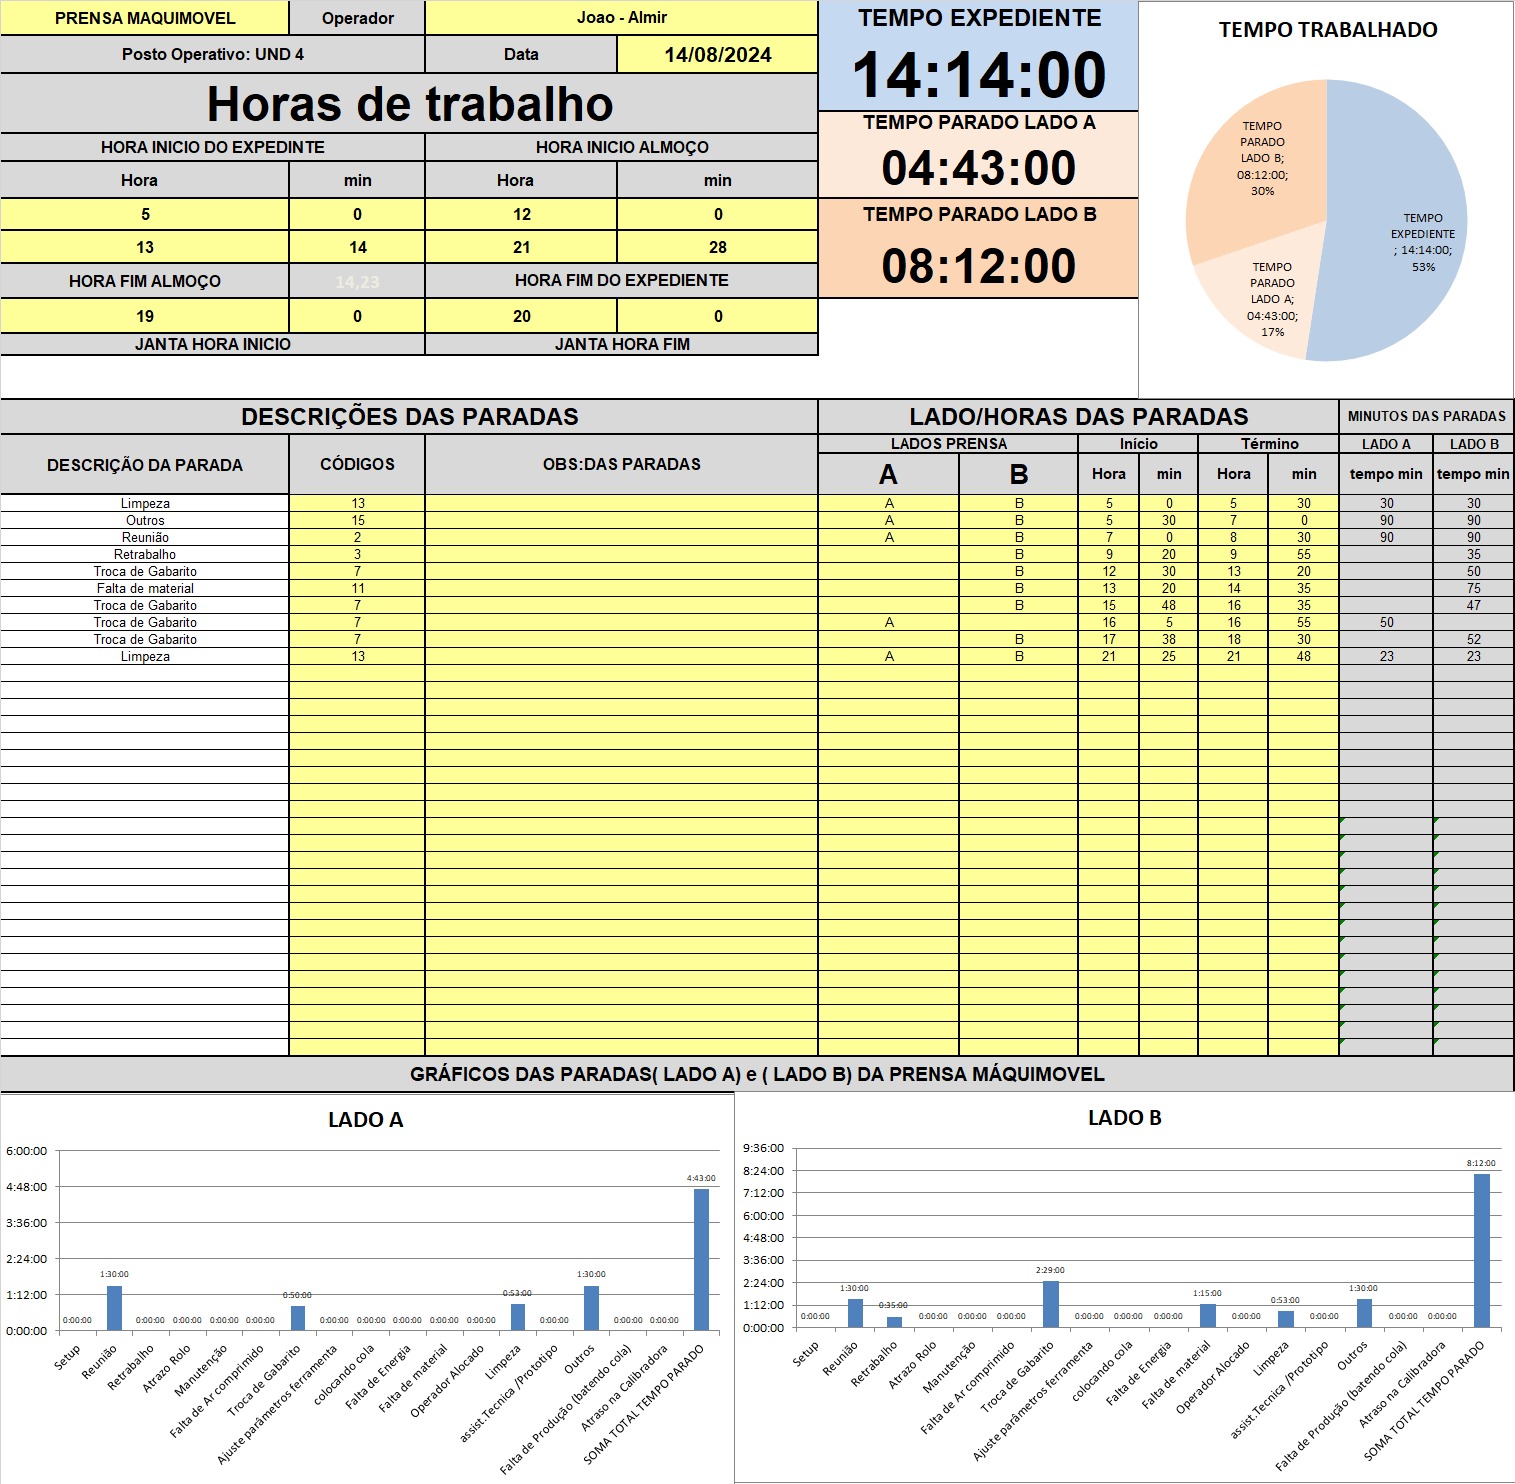 PRENSA MAQUIMOVEL Operador Joao - Almir
Posto Operativo: UND 4 Data 14/08/2024
Horas de trabalho
HORA INICIO DO EXPEDINTE HORA INICIO ALMOÇO
Hora min Hora min
5 0 12 0
13 14 21 28
HORA FIM ALMOÇO 14,23 HORA FIM DO EXPEDIENTE
19 0 20 0
JANTA HORA INICIO JANTA HORA FIM
TEMPO EXPEDIENTE
14:14:00
TEMPO PARADO LADO A
04:43:00
TEMPO PARADO LADO B
08:12:00
TEMPO TRABALHADO
TEMPO
PARADO
LADO B;
08:12:00;
30%
TEMPO
EXPEDIENTE
; 14:14:00;
53%
TEMPO
PARADO
LADO A;
04:43:00;
17%
DESCRIÇÕES DAS PARADAS LADO/HORAS DAS PARADAS MINUTOS DAS PARADAS
DESCRIÇÃO DA PARADA CÓDIGOS OBS:DAS PARADAS LADOS PRENSA Início Término LADO A LADO B
A B Hora min Hora min tempo min tempo min
Limpeza 13 A B 5 0 5 30 30 30
Outros 15 A B 5 30 7 0 90 90
Reunião 2 A B 7 0 8 30 90 90
Retrabalho 3 B 9 20 9 55 35
Troca de Gabarito 7 B 12 30 13 20 50
Falta de material 11 B 13 20 14 35 75
Troca de Gabarito 7 B 15 48 16 35 47
Troca de Gabarito 7 A 16 5 16 55 50
Troca de Gabarito 7 B 17 38 18 30 52
Limpeza 13 A B 21 25 21 48 23 23
GRÁFICOS DAS PARADAS( LADO A) e ( LADO B) DA PRENSA MÁQUIMOVEL
LADO A
6:00:00
4:48:00
3:36:00
2:24:00
1:12:00
0:00:00
0:00:00 1:30:00 0:00:00 0:00:00 0:00:00 0:00:00 0:50:00 0:00:00 0:00:00 0:00:00 0:00:00 0:00:00 0:53:00 0:00:00 1:30:00 0:00:00 0:00:00 4:43:00
Setup
Reunião
Retrabalho
Atrazo Rolo
Manutenção
Falta de Ar comprimido
Troca de Gabarito
Ajuste parâmetros ferramenta
colocando cola
Falta de Energia
Falta de material
Operador Alocado
Limpeza
assist.Tecnica /Prototipo
Outros
Falta de Produção (batendo cola)
Atraso na Calibradora
SOMA TOTAL TEMPO PARADO
LADO B
9:36:00
8:24:00
7:12:00
6:00:00
4:48:00
3:36:00
2:24:00
1:12:00
0:00:00
0:00:00 1:30:00 0:35:00 0:00:00 0:00:00 0:00:00 2:29:00 0:00:00 0:00:00 0:00:00 1:15:00 0:00:00 0:53:00 0:00:00 1:30:00 0:00:00 0:00:00 8:12:00
Setup
Reunião
Retrabalho
Atrazo Rolo
Manutenção
Falta de Ar comprimido
Troca de Gabarito
Ajuste parâmetros ferramenta
colocando cola
Falta de Energia
Falta de material
Operador Alocado
Limpeza
assist.Tecnica /Prototipo
Outros
Falta de Produção (batendo cola)
Atraso na Calibradora
SOMA TOTAL TEMPO PARADO